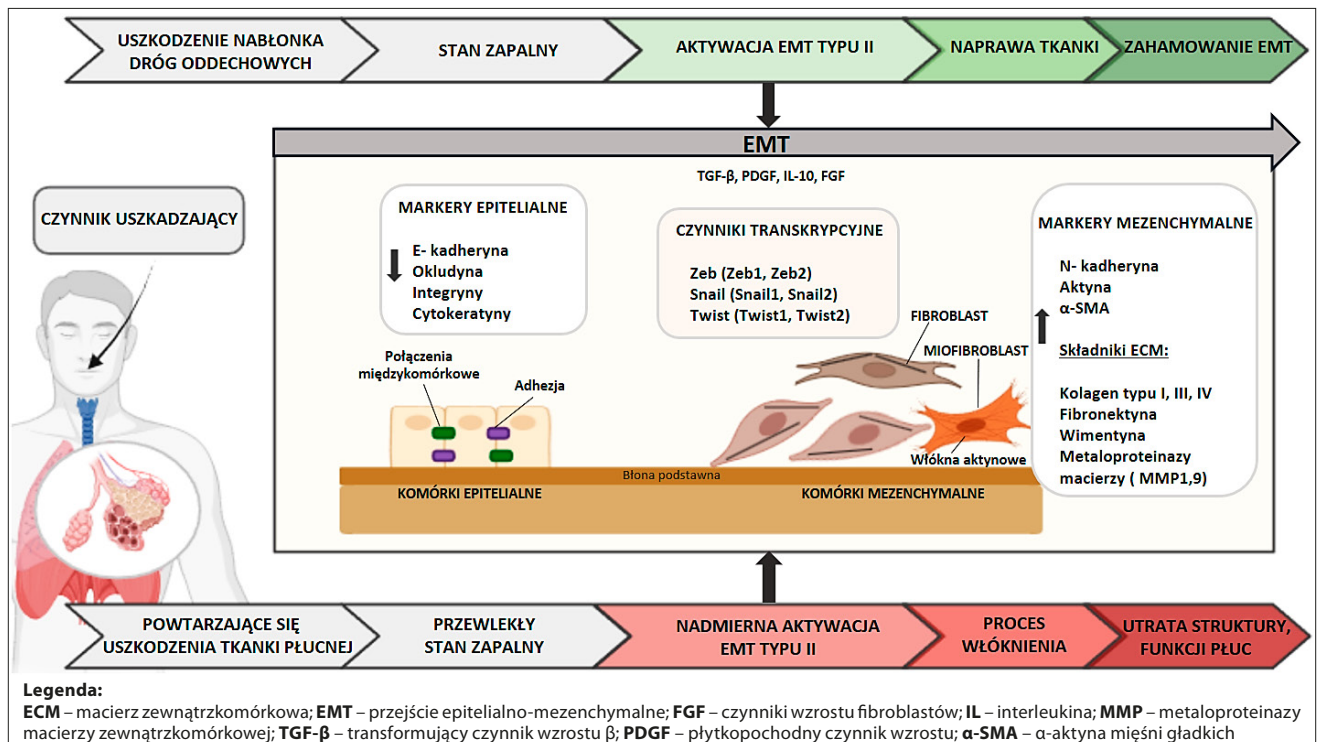 USZKODZENIE NABŁONKA
DRÓG ODDECHOWYCH
STAN ZAPALNY
AKTYWACJA EMT TYPU II
NAPRAWA TKANKI
ZAHAMOWANIE EMT
EMT
TGF-β, PDGF, IL-10, FGF
CZYNNIK USZKADZAJĄCY
MARKERY EPITELIALNE
E- kadheryna
Okludyna
Integryny
Cytokeratyny
CZYNNIKI TRANSKRYPCYJNE
Zeb (Zeb1, Zeb2)
Snail (Snail1, Snail2)
Twist (Twist1, Twist2)
MARKERY MEZENCHYMALNE
N- kadheryna
Aktyna
α-SMA
Składniki ECM:
Kolagen typu I, III, IV
Fibronektyna
Wimentyna
Metaloproteinazy
macierzy ( MMP1,9)
FIBROBLAST
MIOFIBROBLAST
Połączenia
międzykomórkowe
Adhezja
Włókna aktynowe
Błona podstawna
KOMÓRKI EPITELIALNE
KOMÓRKI MEZENCHYMALNE
POWTARZAJĄCE SIĘ
USZKODZENIA TKANKI PŁUCNEJ
PRZEWLEKŁY
STAN ZAPALNY
NADMIERNA AKTYWACJA
EMT TYPU II
PROCES
WŁÓKNIENIA
UTRATA STRUKTURY,
FUNKCJI PŁUC
Legenda:
ECM – macierz zewnątrzkomórkowa; EMT – przejście epitelialno-mezenchymalne; FGF – czynniki wzrostu fibroblastów; IL – interleukina; MMP – metaloproteinazy
macierzy zewnątrzkomórkowej; TGF-β – transformujący czynnik wzrostu β; PDGF – płytkopochodny czynnik wzrostu; α-SMA – α-aktyna mięśni gładkich